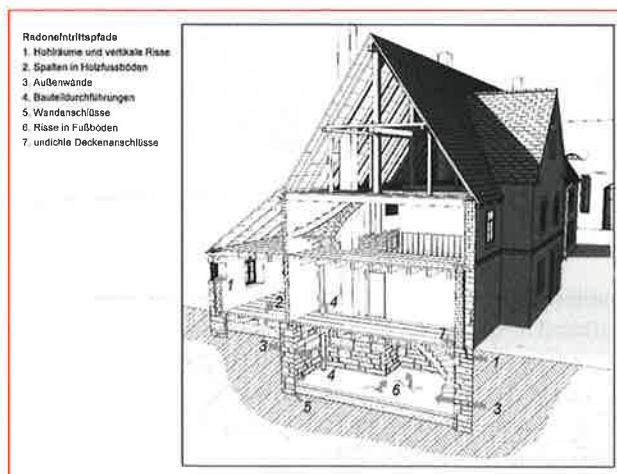 Radoneintrittspfade
1. Hohlräume und vertikale Risse
2. Spalten in Holzfussböden
3. Außenwände
4. Bauteildurchführungen
5. Wandanschlüsse
6. Risse in Fußböden
7. undichte Deckenanschlüsse
1
2
4
7
3
1
4
6
3
5